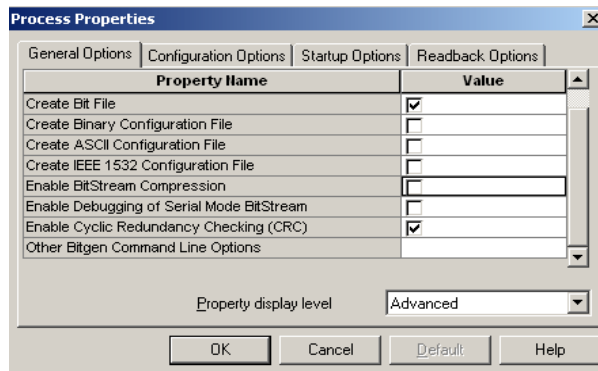 Process Properties
General Options Configuration Options Startup Options Readback Options
Property Name Value
Create Bit File
Create Binary Configuration File
Create ASCII Configuration File
Create IEEE 1532 Configuration File
Enable BitStream Compression
Enable Debugging of Serial Mode BitStream
Enable Cyclic Redundancy Checking (CRC)
Other Bitgen Command Line Options
Property display level Advanced
OK Cancel Default Help